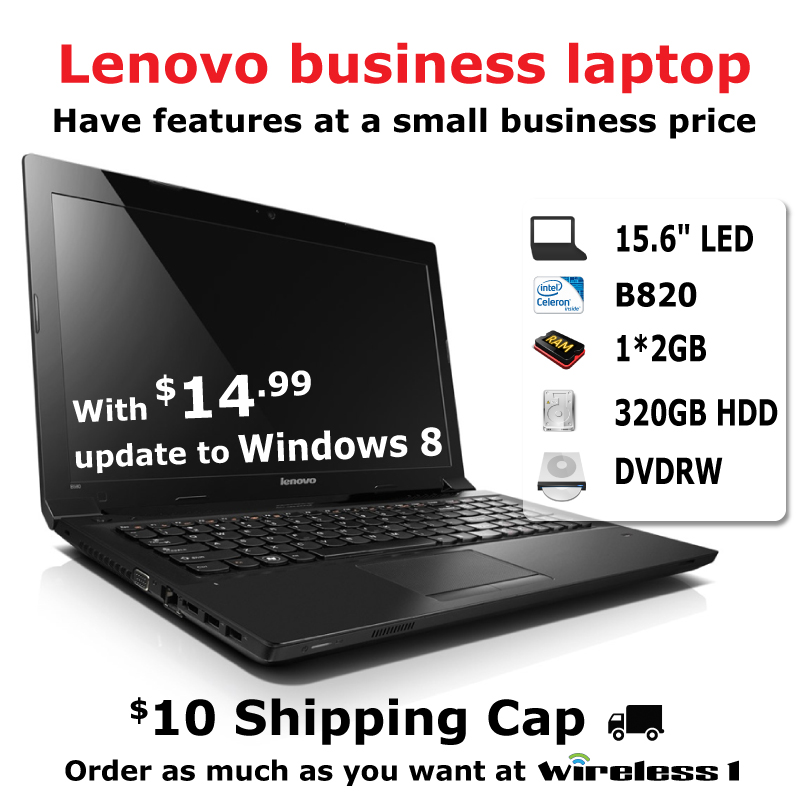 Lenovo business laptop
Have features at a small business price
15.6" LED
intel Celeron inside
B820
RAM
1*2GB
320GB HDD
DVDRW
With $14.99
update to Windows 8
lenovo
$10 Shipping Cap
Order as much as you want at wireless 1